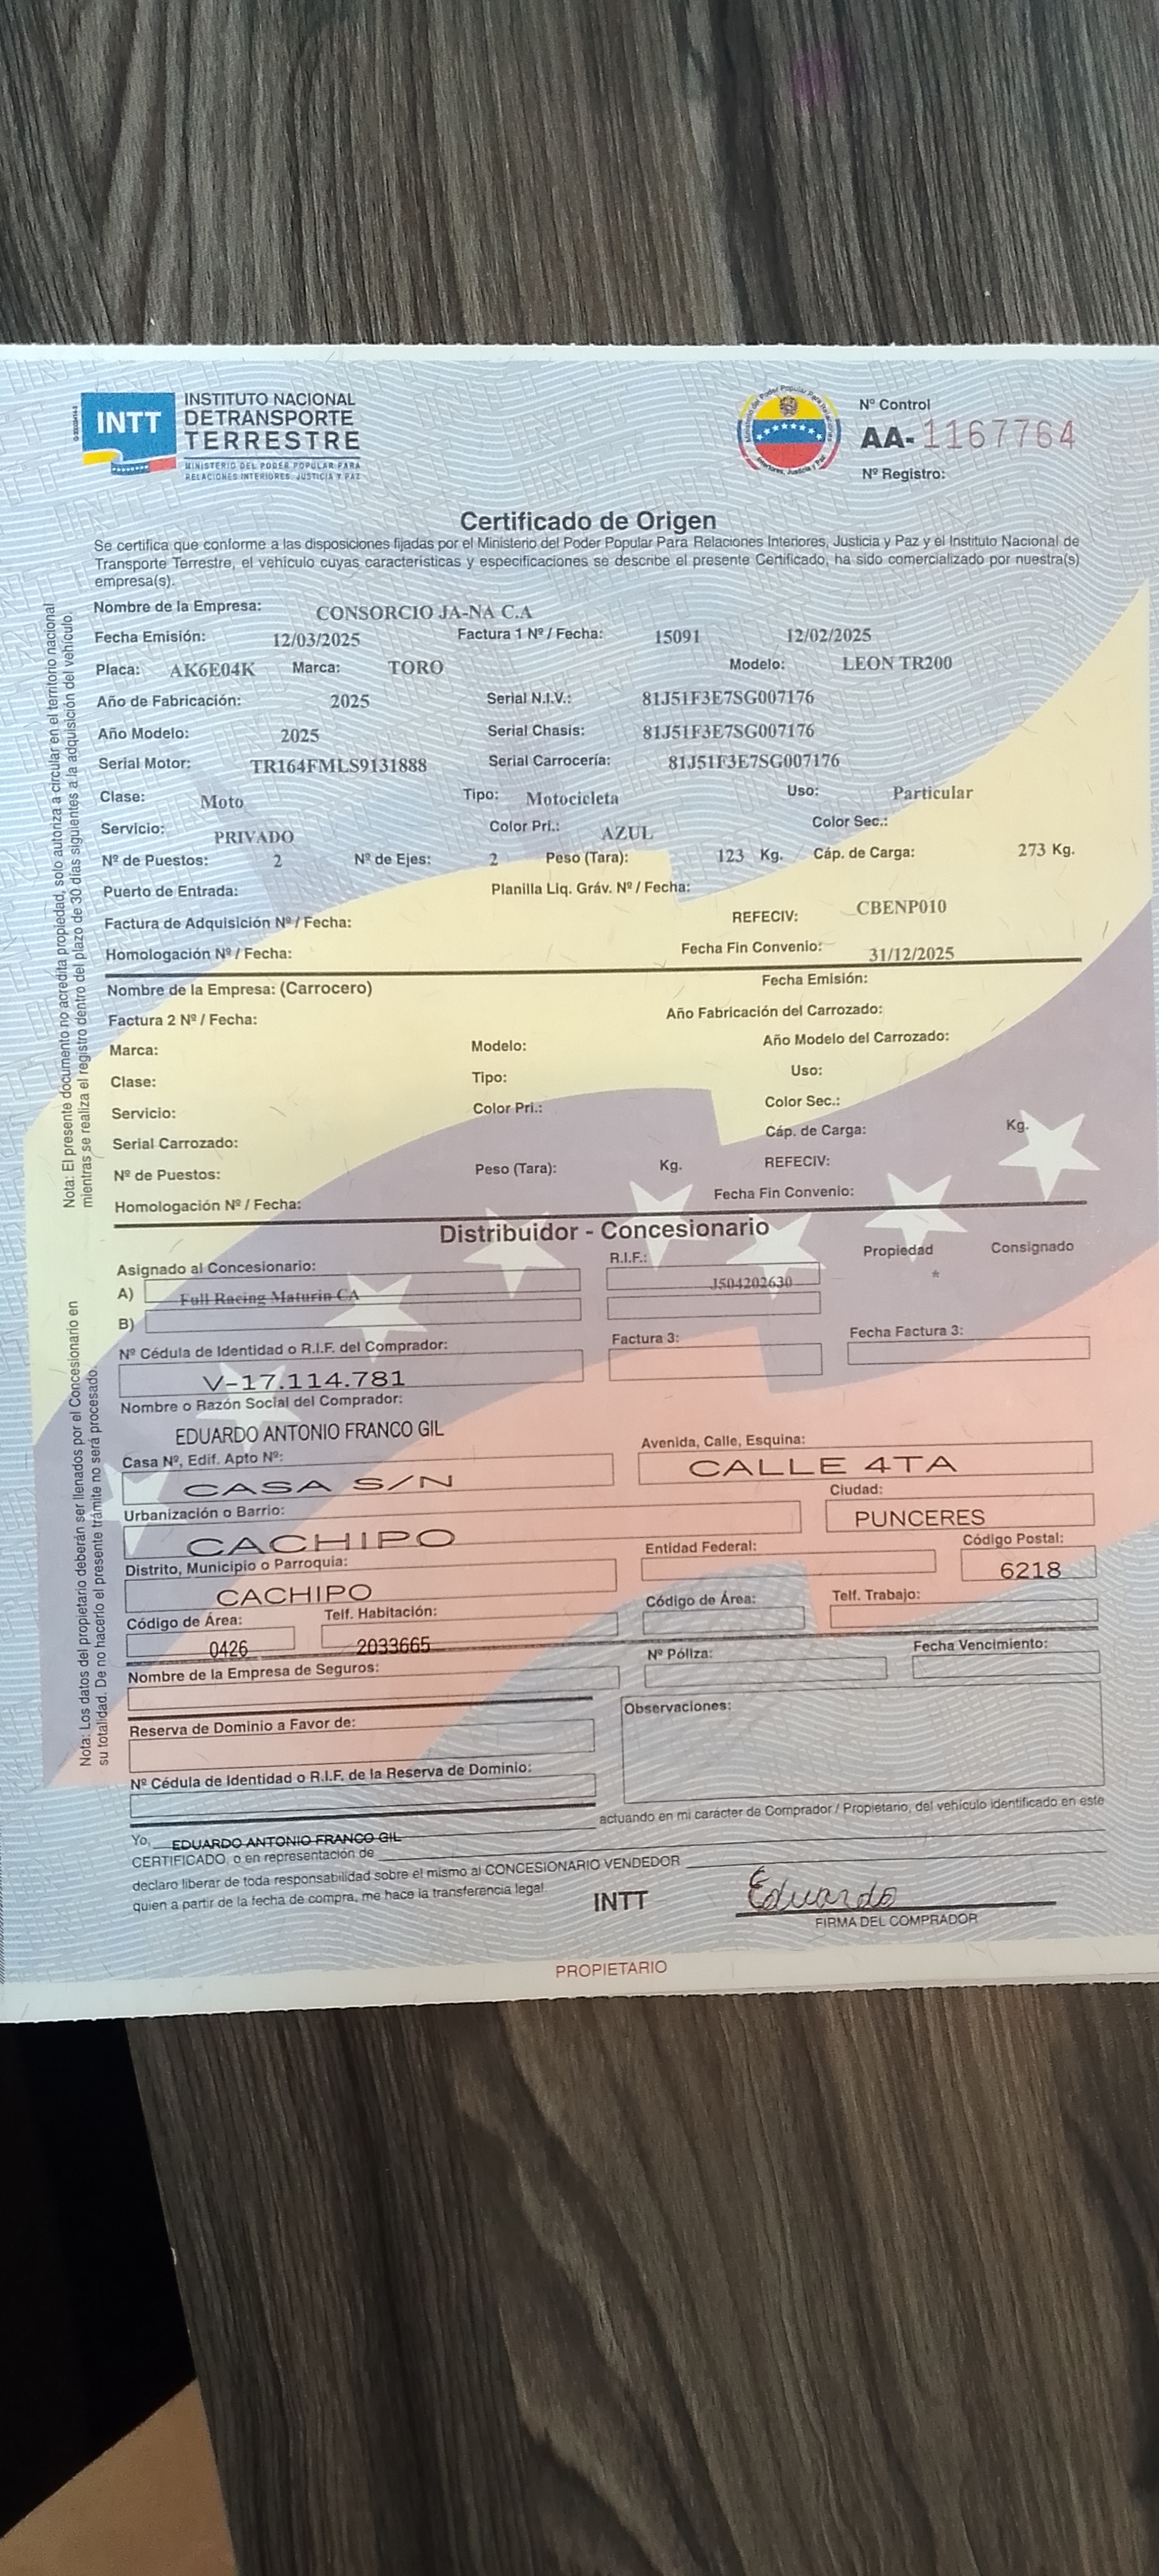 INTT
INSTITUTO NACIONAL
DETRANSPORTE
TERRESTRE
MINISTERIO DEL PODER POPULAR PARA
RELACIONES INTERIORES, JUSTICIA Y PAZ
Ministerio del Poder Popular Para Relaciones Interiores, Justicia y Paz
Nº Control
AA-1167764
Nº Registro:
Certificado de Origen
Se certifica que conforme a las disposiciones fijadas por el Ministerio del Poder Popular Para Relaciones Interiores, Justicia y Paz y el Instituto Nacional de
Transporte Terrestre, el vehículo cuyas características y especificaciones se describe el presente Certificado, ha sido comercializado por nuestra(s)
empresa(s).
Nombre de la Empresa: CONSORCIO JA-NA C.A
Fecha Emisión: 12/03/2025 Factura 1 Nº / Fecha: 15091 12/02/2025
Placa: AK6E04K Marca: TORO Modelo: LEON TR200
Año de Fabricación: 2025 Serial N.I.V.: 81J51F3E7SG007176
Año Modelo: 2025 Serial Chasis: 81J51F3E7SG007176
Serial Motor: TR164FMLS9131888 Serial Carrocería: 81J51F3E7SG007176
Clase: Moto Tipo: Motocicleta Uso: Particular
Servicio: PRIVADO Color Pri.: AZUL Color Sec.:
Nº de Puestos: 2 Nº de Ejes: 2 Peso (Tara): 123 Kg. Cáp. de Carga: 273 Kg.
Puerto de Entrada: Planilla Liq. Gráv. Nº / Fecha:
Factura de Adquisición Nº / Fecha: REFECIV: CBENP010
Homologación Nº / Fecha: Fecha Fin Convenio: 31/12/2025
Nombre de la Empresa: (Carrocero) Fecha Emisión:
Factura 2 Nº / Fecha: Año Fabricación del Carrozado:
Marca: Modelo: Año Modelo del Carrozado:
Clase: Tipo: Uso:
Servicio: Color Pri.: Color Sec.:
Serial Carrozado: Cáp. de Carga: Kg.
Nº de Puestos: Peso (Tara): Kg. REFECIV:
Homologación Nº / Fecha: Fecha Fin Convenio:
Distribuidor - Concesionario
Asignado al Concesionario: R.I.F.: Propiedad Consignado
A) Full Racing Maturin CA J504202630 *
B)
Nº Cédula de Identidad o R.I.F. del Comprador: Factura 3: Fecha Factura 3:
V-17.114.781
Nombre o Razón Social del Comprador:
EDUARDO ANTONIO FRANCO GIL
Casa Nº, Edif. Apto Nº: Avenida, Calle, Esquina:
CASA S/N CALLE 4TA
Urbanización o Barrio: Ciudad:
CACHIPO PUNCERES
Distrito, Municipio o Parroquia: Entidad Federal: Código Postal:
CACHIPO 6218
Código de Área: Telf. Habitación: Código de Área: Telf. Trabajo:
0426 2033665
Nombre de la Empresa de Seguros: Nº Póliza: Fecha Vencimiento:
Reserva de Dominio a Favor de: Observaciones:
Nº Cédula de Identidad o R.I.F. de la Reserva de Dominio:
Yo, EDUARDO ANTONIO FRANCO GIL actuando en mi carácter de Comprador / Propietario, del vehículo identificado en este
CERTIFICADO, o en representación de
declaro liberar de toda responsabilidad sobre el mismo al CONCESIONARIO VENDEDOR
quien a partir de la fecha de compra, me hace la transferencia legal.
INTT
Eduardo
FIRMA DEL COMPRADOR
PROPIETARIO
Nota: El presente documento no acredita propiedad, solo autoriza a circular en el territorio nacional
mientras se realiza el registro dentro del plazo de 30 días siguientes a la adquisición del vehículo.
Nota: Los datos del propietario deberán ser llenados por el Concesionario en
su totalidad. De no hacerlo el presente trámite no será procesado.